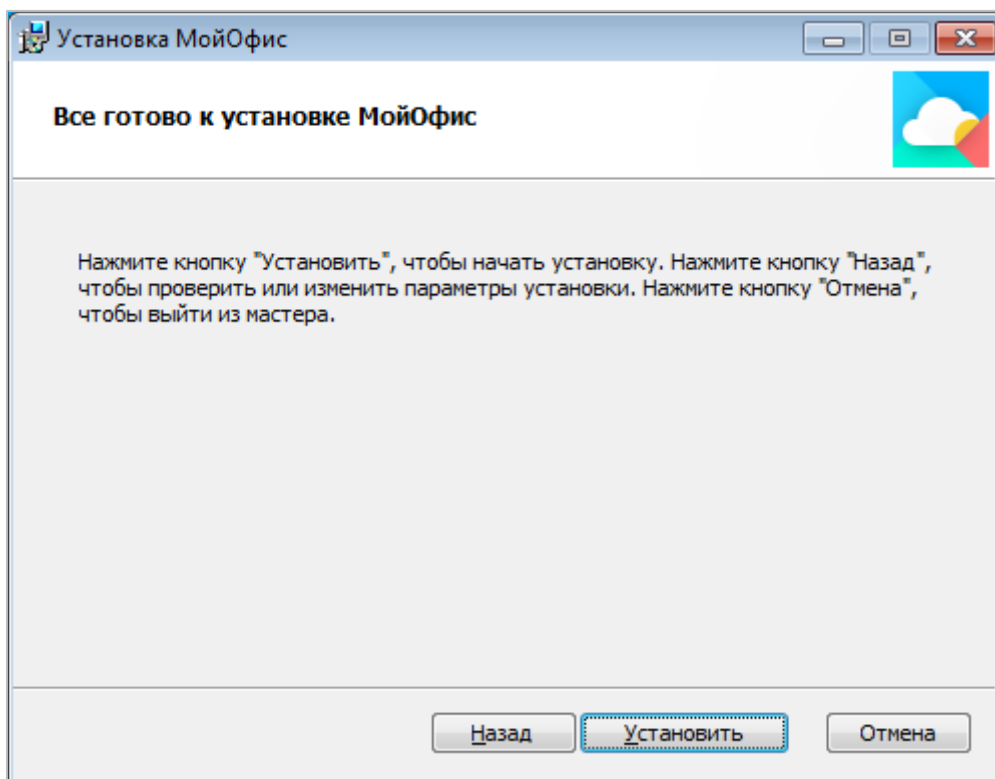 Установка МойОфис
Все готово к установке МойОфис
Нажмите кнопку "Установить", чтобы начать установку. Нажмите кнопку "Назад",
чтобы проверить или изменить параметры установки. Нажмите кнопку "Отмена",
чтобы выйти из мастера.
Назад
Установить
Отмена